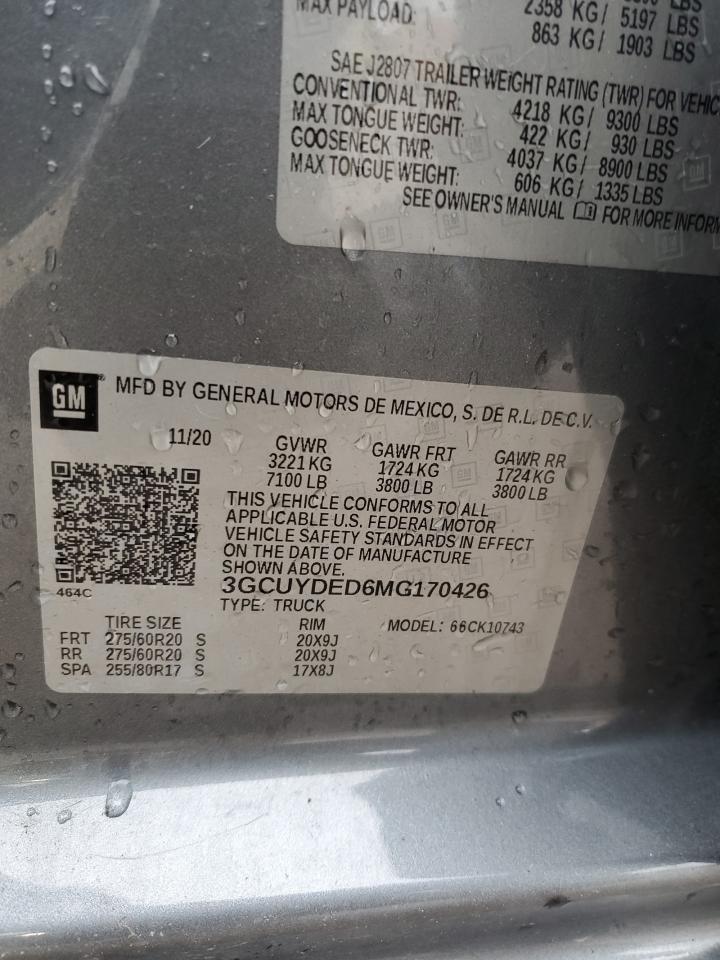 MAX PAYLOAD: 2358 KG/ 5197 LBS
863 KG/ 1903 LBS
SAE J2807 TRAILER WEIGHT RATING (TWR) FOR
CONVENTIONAL TWR: 4218 KG/ 9300 LBS
MAX TONGUE WEIGHT: 422 KG/ 930 LBS
GOOSENECK TWR: 4037 KG/ 8900 LBS
MAX TONGUE WEIGHT: 606 KG/ 1335 LBS
SEE OWNER'S MANUAL FOR MORE
GM® MFD BY GENERAL MOTORS DE MEXICO, S. DE R.L. DE C.V.
11/20 GVWR GAWR FRT GAWR RR
3221 KG 1724 KG 1724 KG
7100 LB 3800 LB 3800 LB
THIS VEHICLE CONFORMS TO ALL
APPLICABLE U.S. FEDERAL MOTOR
VEHICLE SAFETY STANDARDS IN EFFECT
ON THE DATE OF MANUFACTURE
SHOWN ABOVE.
464C 3GCUYDED6MG170426
TYPE: TRUCK
TIRE SIZE RIM MODEL: 66CK10743
FRT 275/60R20 S 20X9J
RR 275/60R20 S 20X9J
SPA 255/80R17 S 17X8J